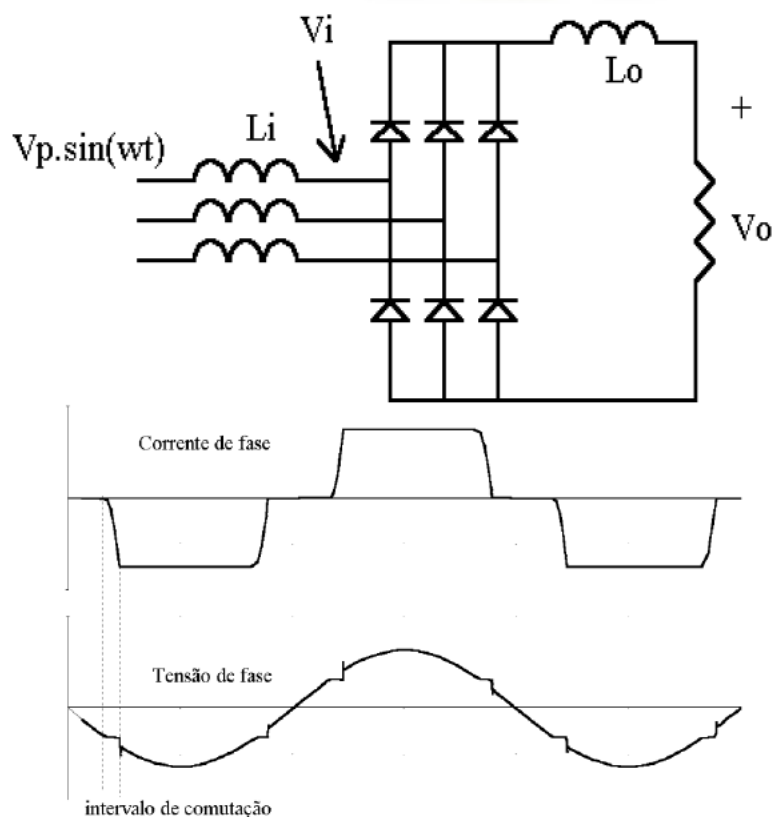 Vi
Lo
Li
Vp.sin(wt)
+
Vo
Corrente de fase
Tensão de fase
intervalo de comutação